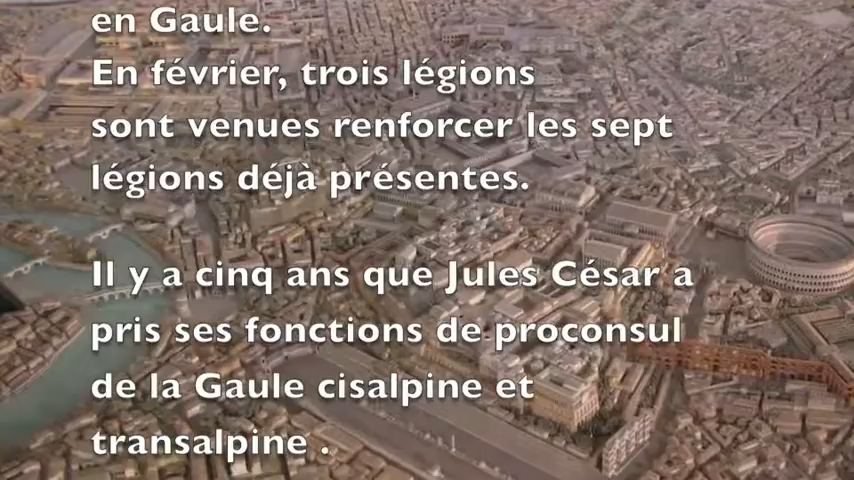 en Gaule.
En février, trois légions
sont venues renforcer les sept
légions déjà présentes.
Il y a cinq ans que Jules César a
pris ses fonctions de proconsul
de la Gaule cisalpine et
transalpine .